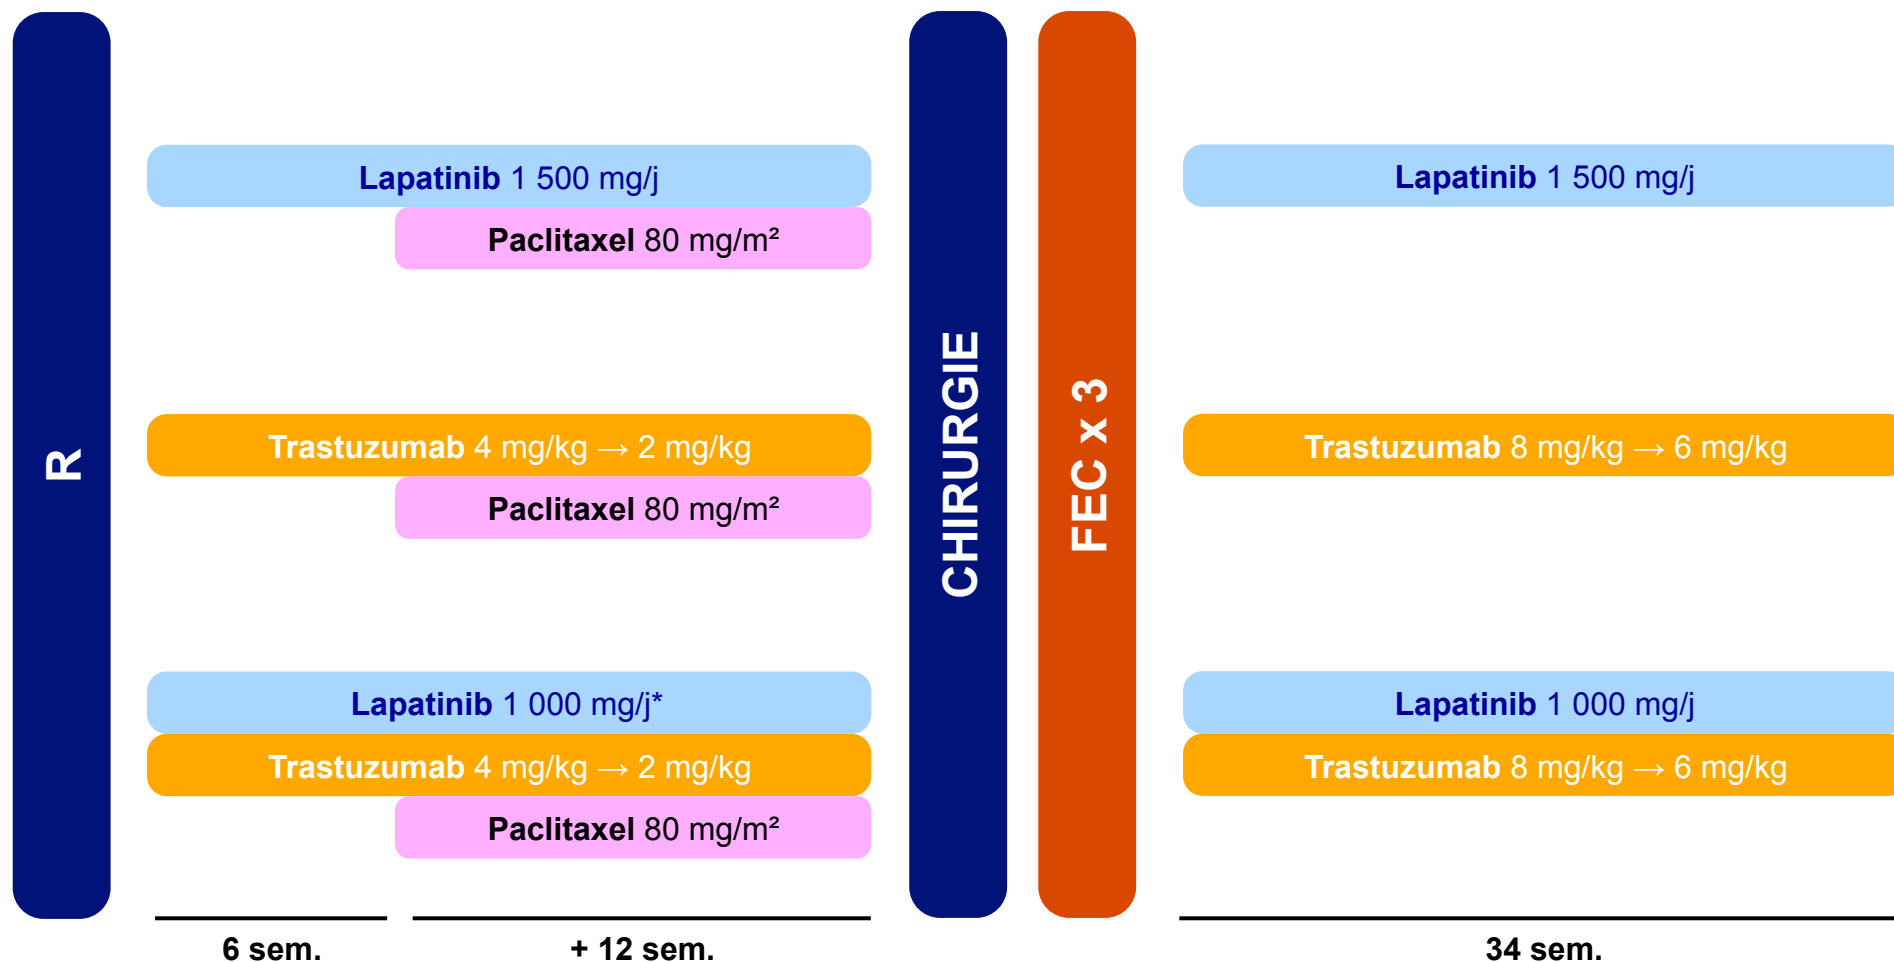 R
Lapatinib 1 500 mg/j
Paclitaxel 80 mg/m²
Trastuzumab 4 mg/kg → 2 mg/kg
Paclitaxel 80 mg/m²
Lapatinib 1 000 mg/j*
Trastuzumab 4 mg/kg → 2 mg/kg
Paclitaxel 80 mg/m²
6 sem.
+ 12 sem.
CHIRURGIE
FEC x 3
Lapatinib 1 500 mg/j
Trastuzumab 8 mg/kg → 6 mg/kg
Lapatinib 1 000 mg/j
Trastuzumab 8 mg/kg → 6 mg/kg
34 sem.